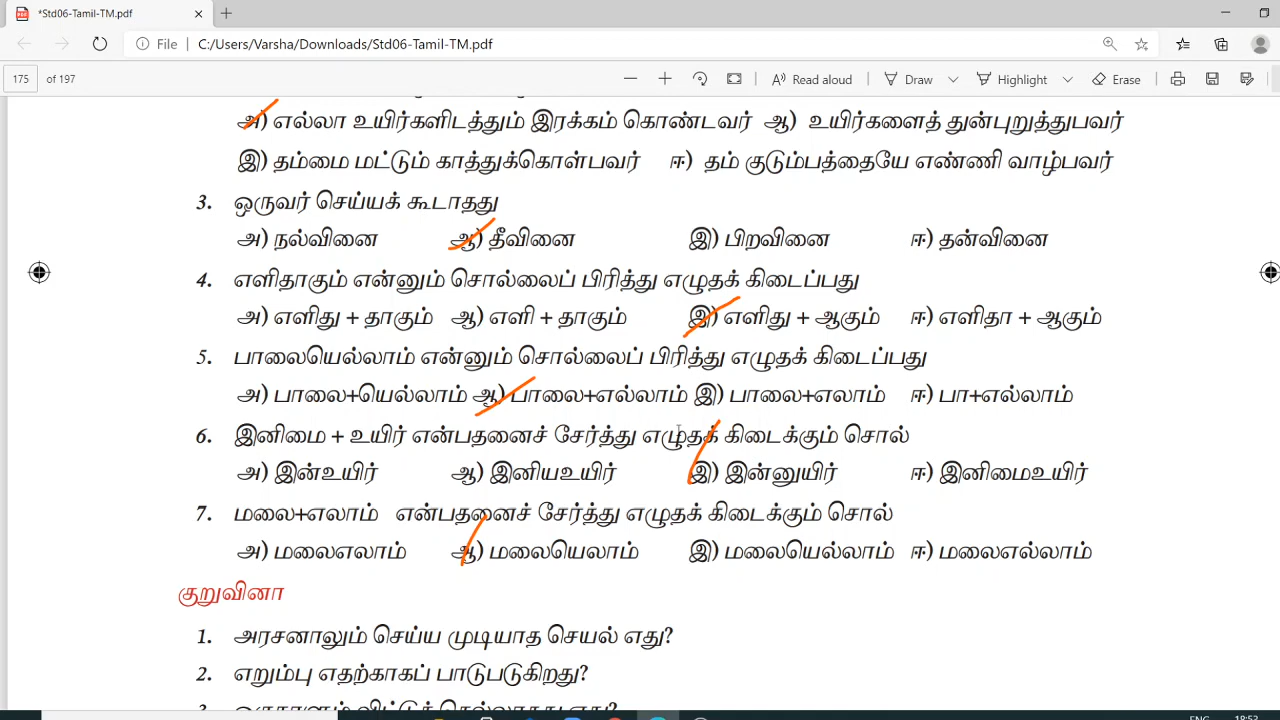 *Std06-Tamil-TM.pdf
File C:/Users/Varsha/Downloads/Std06-Tamil-TM.pdf
175 of 197 Read aloud Draw Highlight Erase
அ) எல்லா உயிர்களிடத்தும் இரக்கம் கொண்டவர் ஆ) உயிர்களைத் துன்புறுத்துபவர்
இ) தம்மை மட்டும் காத்துக்கொள்பவர் ஈ) தம் குடும்பத்தையே எண்ணி வாழ்பவர்
3. ஒருவர் செய்யக் கூடாதது
அ) நல்வினை ஆ) தீவினை இ) பிறவினை ஈ) தன்வினை
4. எளிதாகும் என்னும் சொல்லைப் பிரித்து எழுதக் கிடைப்பது
அ) எளிது + தாகும் ஆ) எளி + தாகும் இ) எளிது + ஆகும் ஈ) எளிதா + ஆகும்
5. பாலையெல்லாம் என்னும் சொல்லைப் பிரித்து எழுதக் கிடைப்பது
அ) பாலை+யெல்லாம் ஆ) பாலை+எல்லாம் இ) பாலை+எலாம் ஈ) பா+எல்லாம்
6. இனிமை + உயிர் என்பதனைச் சேர்த்து எழுதக் கிடைக்கும் சொல்
அ) இன்உயிர் ஆ) இனியஉயிர் இ) இன்னுயிர் ஈ) இனிமைஉயிர்
7. மலை+எலாம் என்பதனைச் சேர்த்து எழுதக் கிடைக்கும் சொல்
அ) மலைஎலாம் ஆ) மலையெலாம் இ) மலையெல்லாம் ஈ) மலைஎல்லாம்
குறுவினா
1. அரசனாலும் செய்ய முடியாத செயல் எது?
2. எறும்பு எதற்காகப் பாடுபடுகிறது?
ENG 18:53